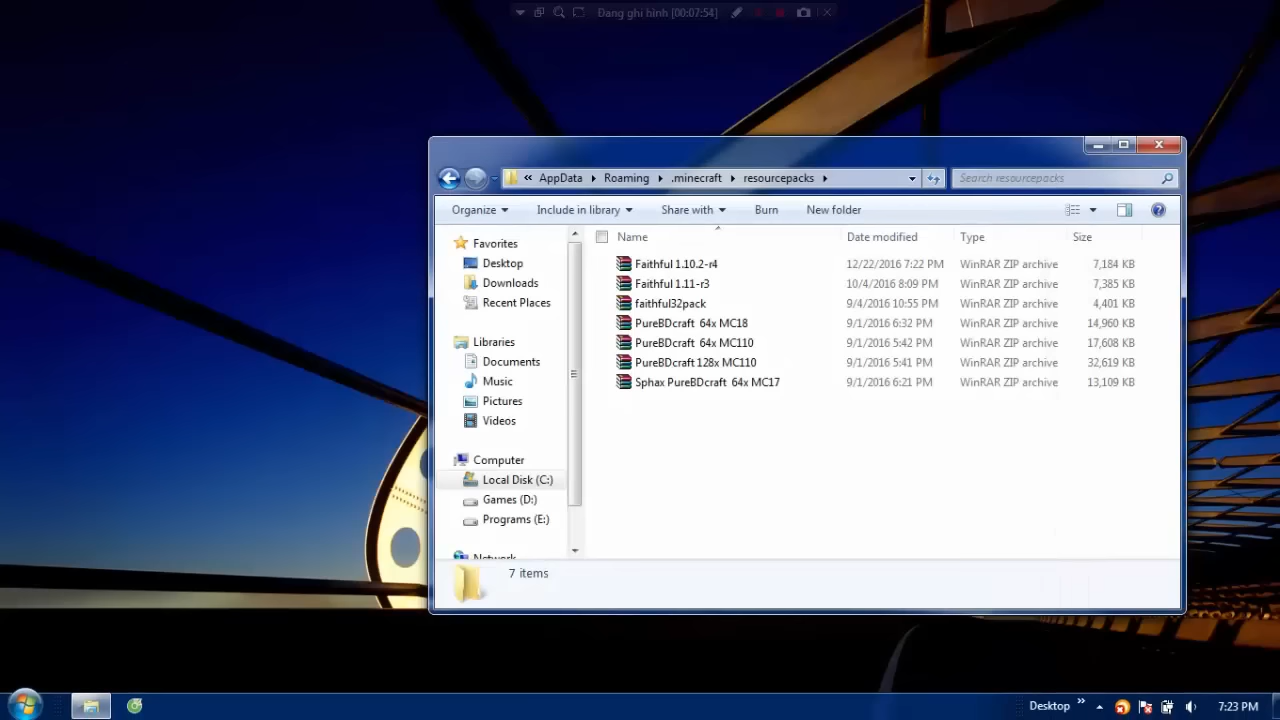 Đang ghi hình [00:07:54]
« AppData Roaming .minecraft resourcepacks
Search resourcepacks
Organize Include in library Share with Burn New folder
Name Date modified Type Size
Favorites
Desktop
Downloads
Recent Places
Libraries
Documents
Music
Pictures
Videos
Computer
Local Disk (C:)
Games (D:)
Programs (E:)
Network
Faithful 1.10.2-r4 12/22/2016 7:22 PM WinRAR ZIP archive 7,184 KB
Faithful 1.11-r3 10/4/2016 8:09 PM WinRAR ZIP archive 7,385 KB
faithful32pack 9/4/2016 10:55 PM WinRAR ZIP archive 4,401 KB
PureBDcraft 64x MC18 9/1/2016 6:32 PM WinRAR ZIP archive 14,960 KB
PureBDcraft 64x MC110 9/1/2016 5:42 PM WinRAR ZIP archive 17,608 KB
PureBDcraft 128x MC110 9/1/2016 5:41 PM WinRAR ZIP archive 32,619 KB
Sphax PureBDcraft 64x MC17 9/1/2016 6:21 PM WinRAR ZIP archive 13,109 KB
7 items
Desktop » 7:23 PM